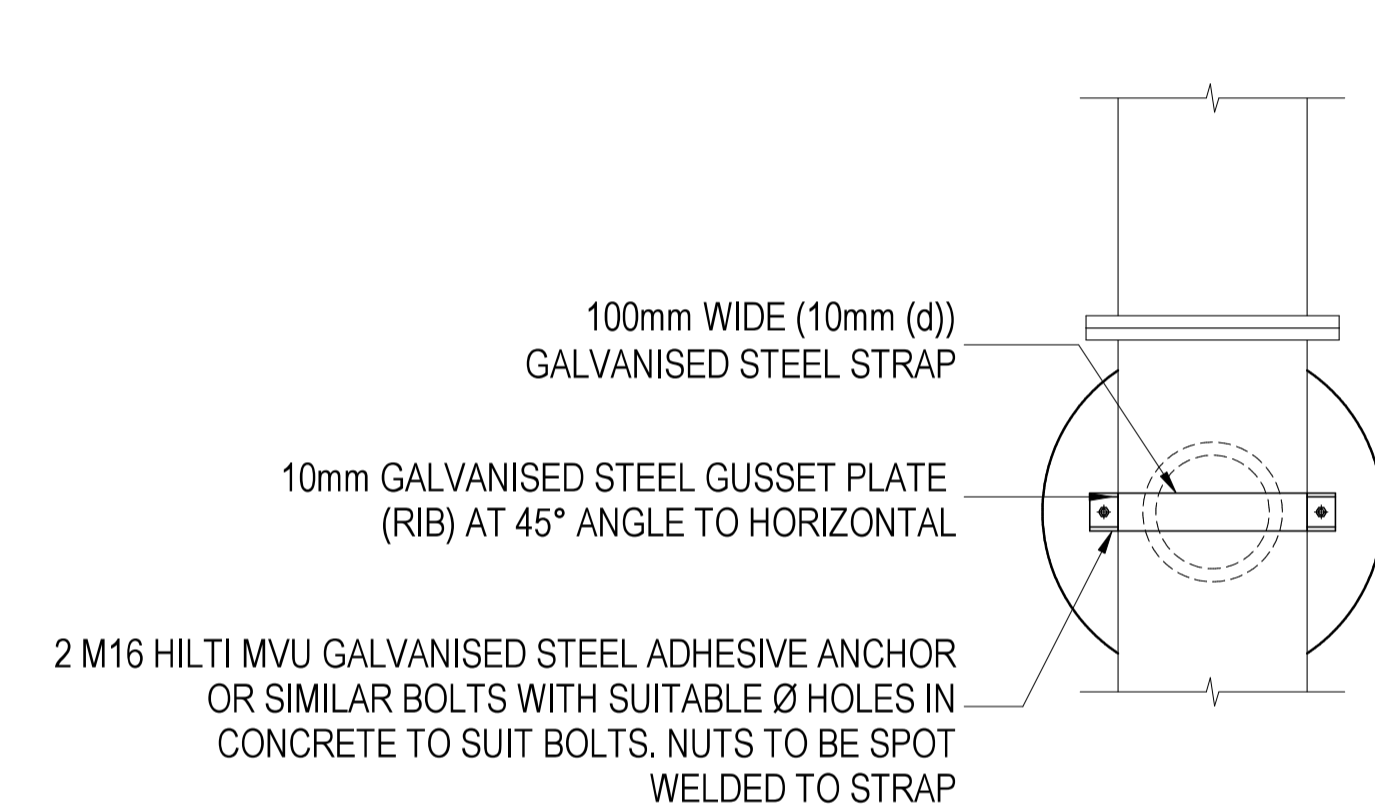 100mm WIDE (10mm (d))
GALVANISED STEEL STRAP
10mm GALVANISED STEEL GUSSET PLATE
(RIB) AT 45° ANGLE TO HORIZONTAL
2 M16 HILTI MVU GALVANISED STEEL ADHESIVE ANCHOR
OR SIMILAR BOLTS WITH SUITABLE Ø HOLES IN
CONCRETE TO SUIT BOLTS. NUTS TO BE SPOT
WELDED TO STRAP